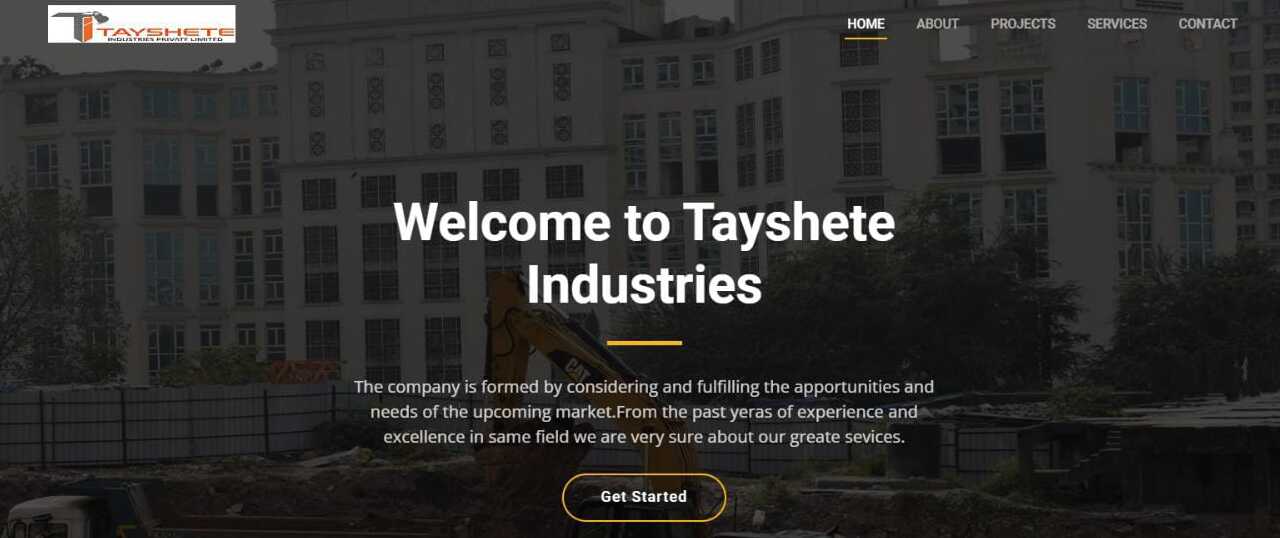 TAYSHETE
INDUSTRIES PRIVATE LIMITED
HOME ABOUT PROJECTS SERVICES CONTACT
Welcome to Tayshete
Industries
CAT
The company is formed by considering and fulfilling the apportunities and
needs of the upcoming market.From the past yeras of experience and
excellence in same field we are very sure about our greate sevices.
Get Started